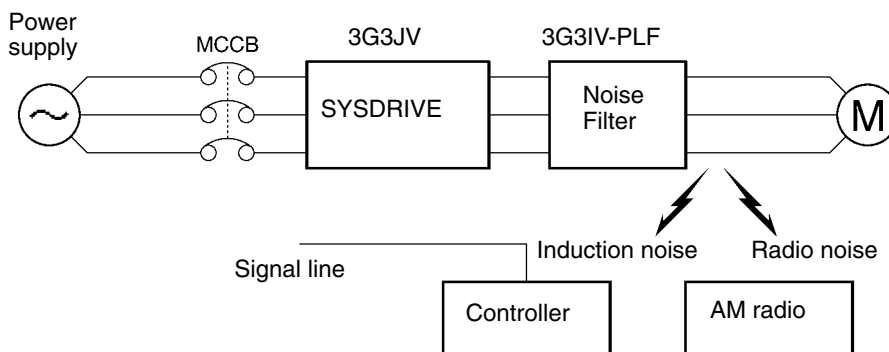 Power
supply
MCCB
3G3JV
3G3IV-PLF
SYSDRIVE
Noise
Filter
M
Induction noise
Radio noise
Signal line
Controller
AM radio